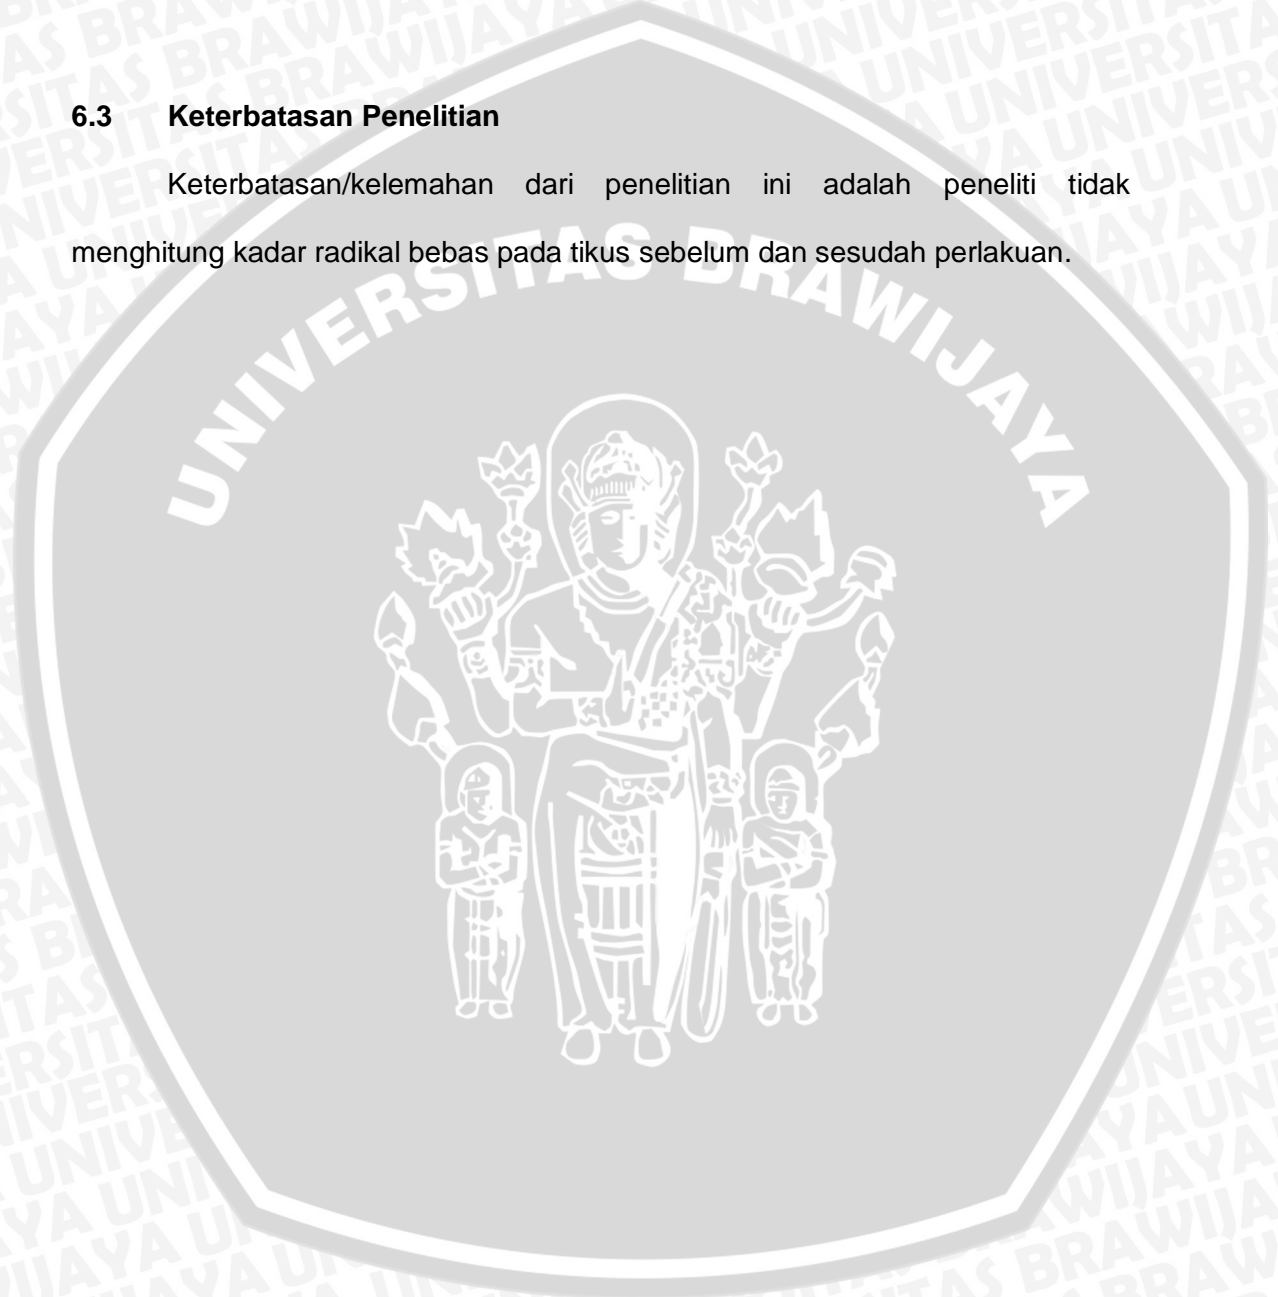 6.3 Keterbatasan Penelitian
Keterbatasan/kelemahan dari penelitian ini adalah peneliti tidak
menghitung kadar radikal bebas pada tikus sebelum dan sesudah perlakuan.
UNIVERSITAS BRAWIJAYA